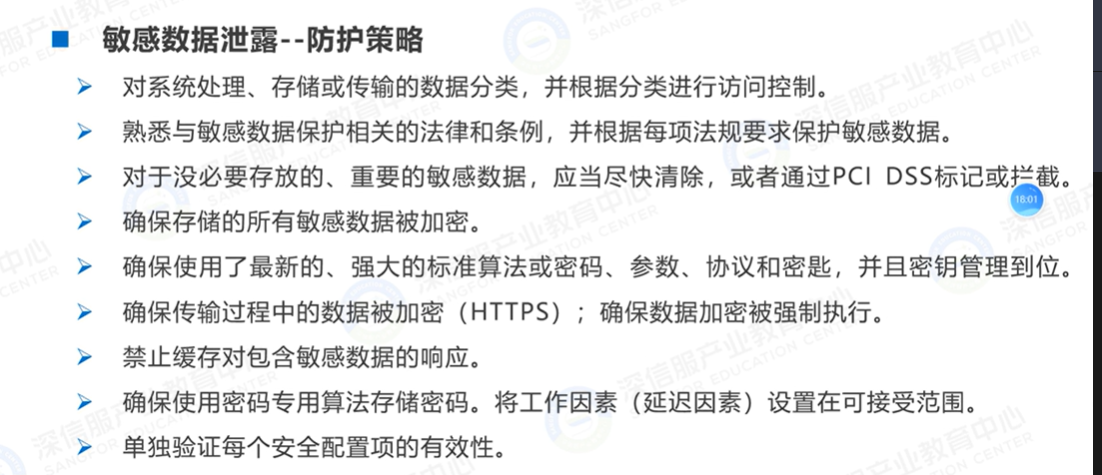 敏感数据泄露--防护策略
对系统处理、存储或传输的数据分类，并根据分类进行访问控制。
熟悉与敏感数据保护相关的法律和条例，并根据每项法规要求保护敏感数据。
对于没必要存放的、重要的敏感数据，应当尽快清除，或者通过PCI DSS标记或拦截。
18:01
确保存储的所有敏感数据被加密。
确保使用了最新的、强大的标准算法或密码、参数、协议和密匙，并且密钥管理到位。
确保传输过程中的数据被加密（HTTPS）；确保数据加密被强制执行。
禁止缓存对包含敏感数据的响应。
确保使用密码专用算法存储密码。将工作因素（延迟因素）设置在可接受范围。
单独验证每个安全配置项的有效性。
深信服产业教育中心
SANGFOR EDUCATION CENTER